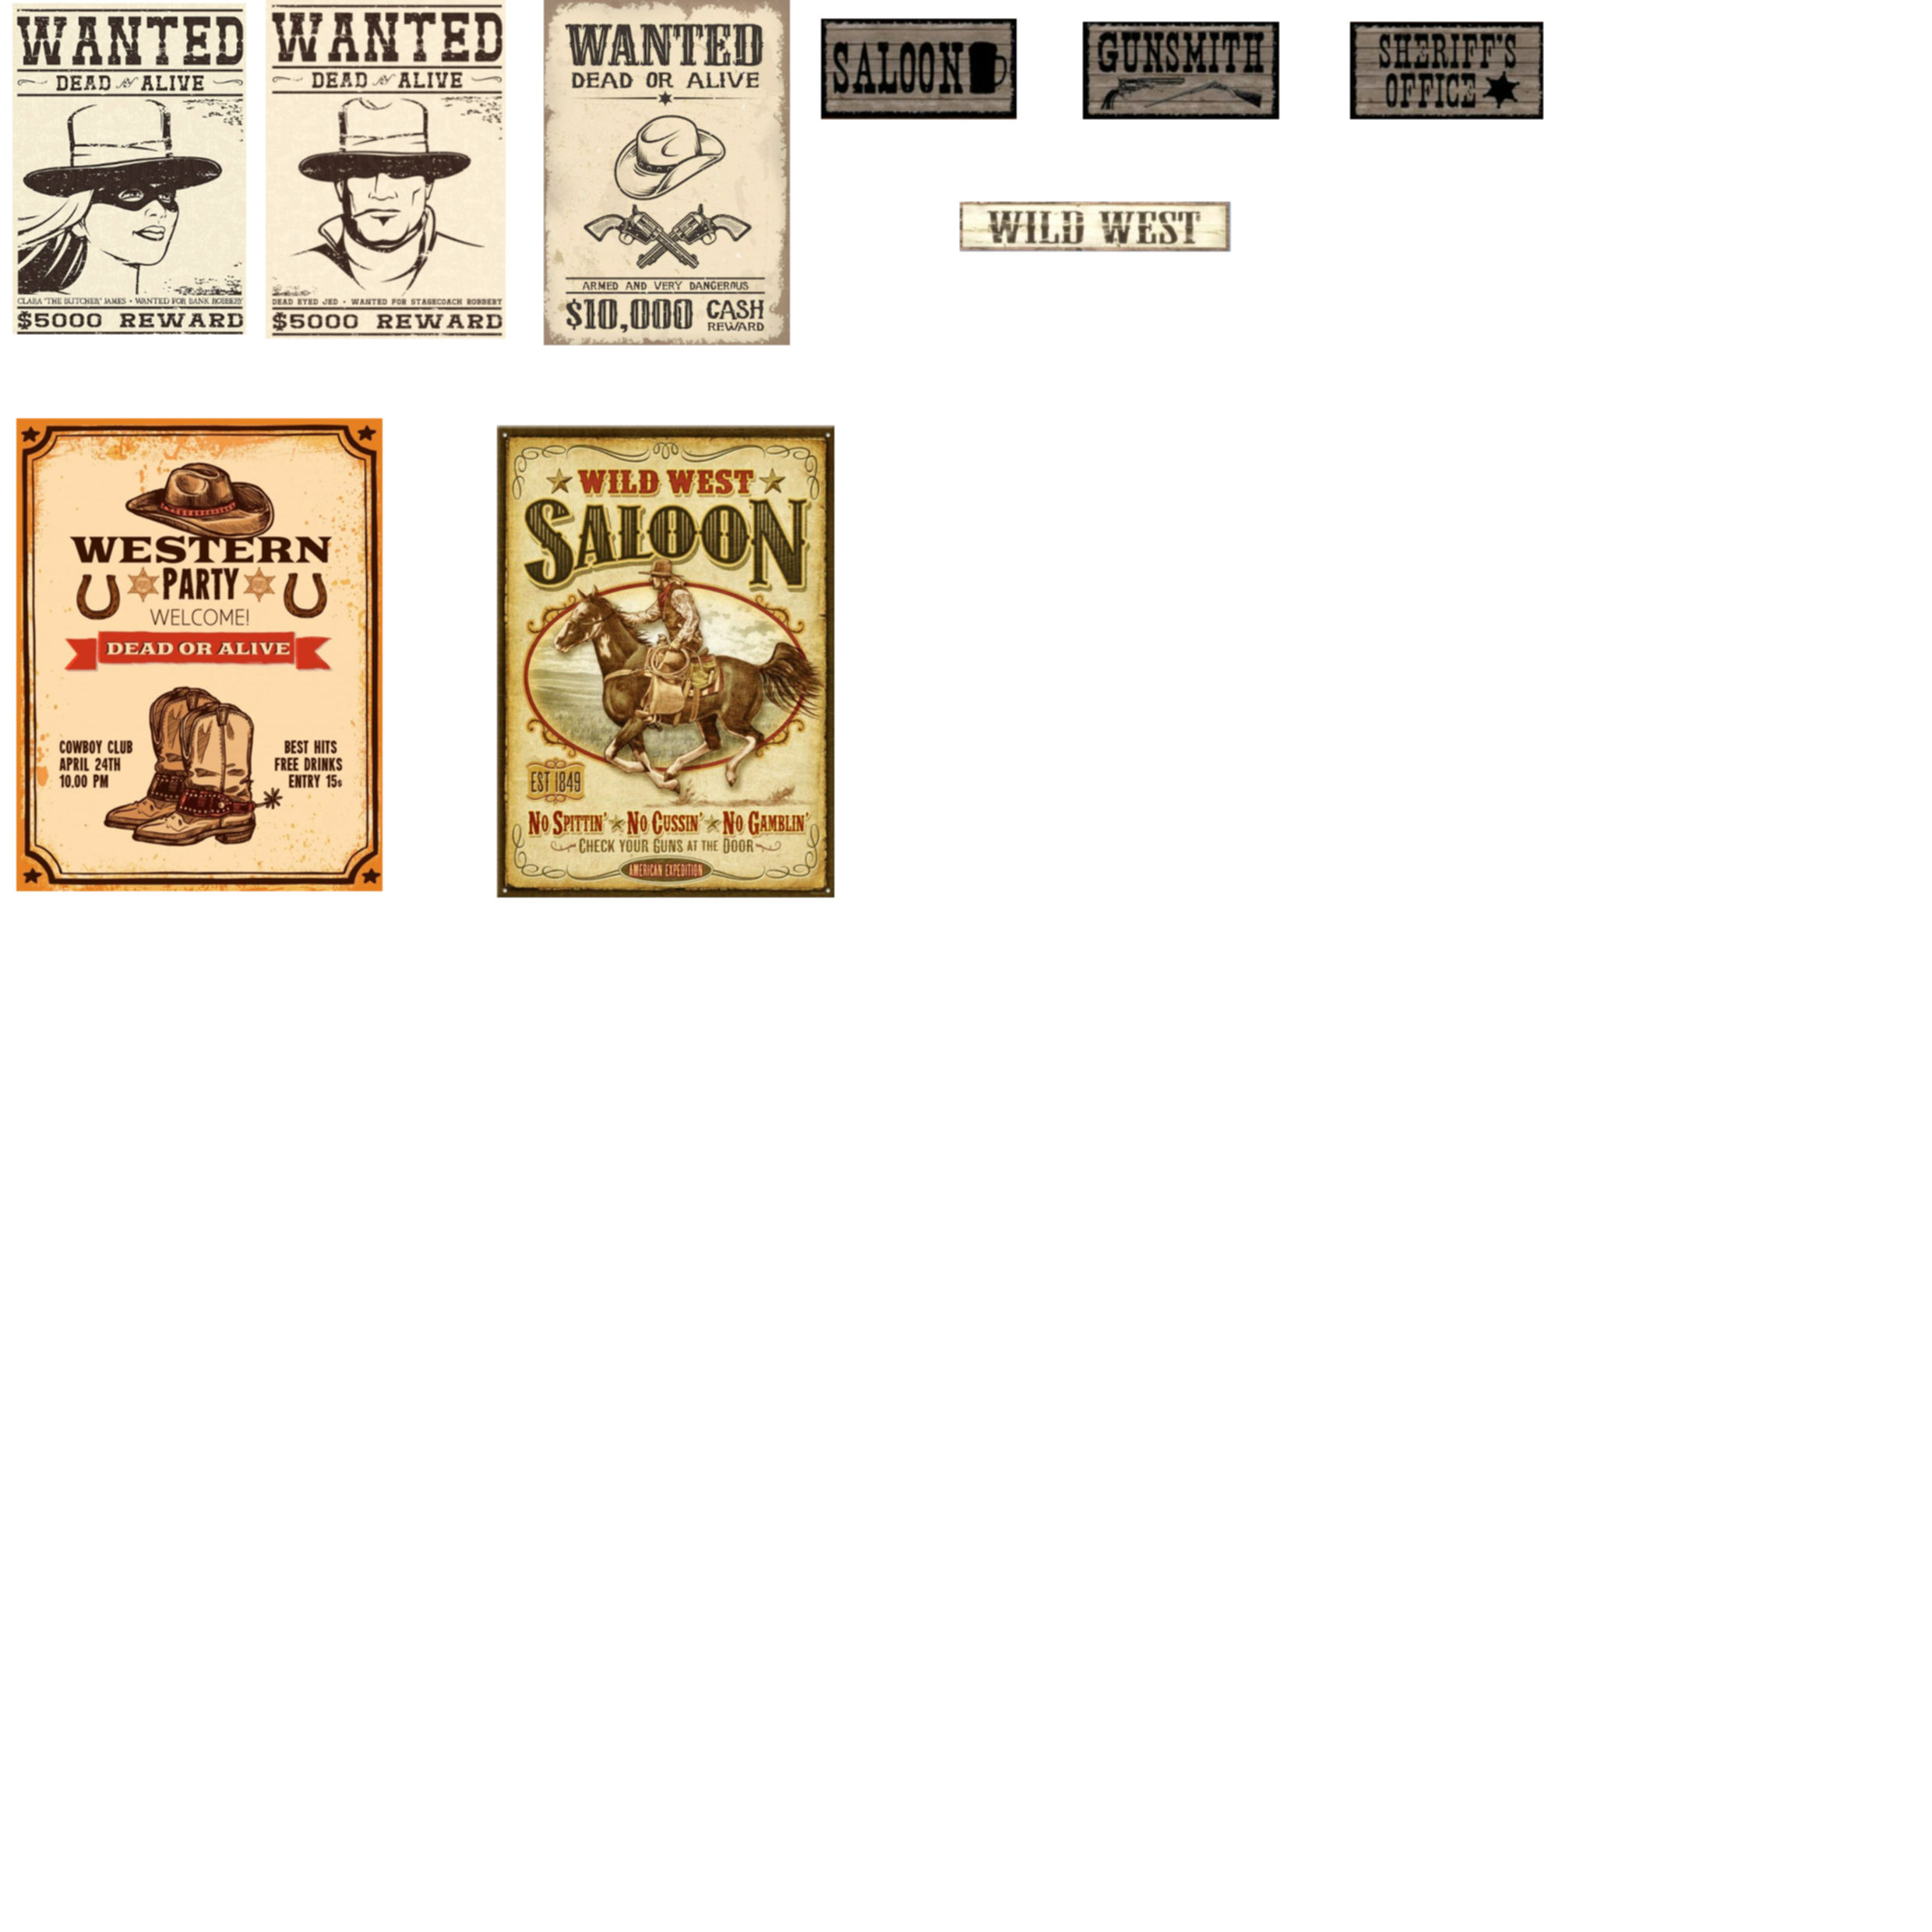 WANTED
DEAD or ALIVE
CLARA "THE BUTCHER" JAMES • WANTED FOR BANK ROBBERY
$5000 REWARD
WANTED
DEAD or ALIVE
DEAD EYED JED • WANTED FOR STAGECOACH ROBBERY
$5000 REWARD
WANTED
DEAD OR ALIVE
ARMED AND VERY DANGEROUS
$10,000 CASH
REWARD
SALOON
GUNSMITH
SHERIFF'S
OFFICE
WILD WEST
WESTERN
PARTY
WELCOME!
DEAD OR ALIVE
COWBOY CLUB
APRIL 24TH
10.00 PM
BEST HITS
FREE DRINKS
ENTRY 15$
WILD WEST
SALOON
EST 1849
NO SPITTIN' NO CUSSIN' NO GAMBLIN'
CHECK YOUR GUNS AT THE DOOR
AMERICAN EXPEDITION